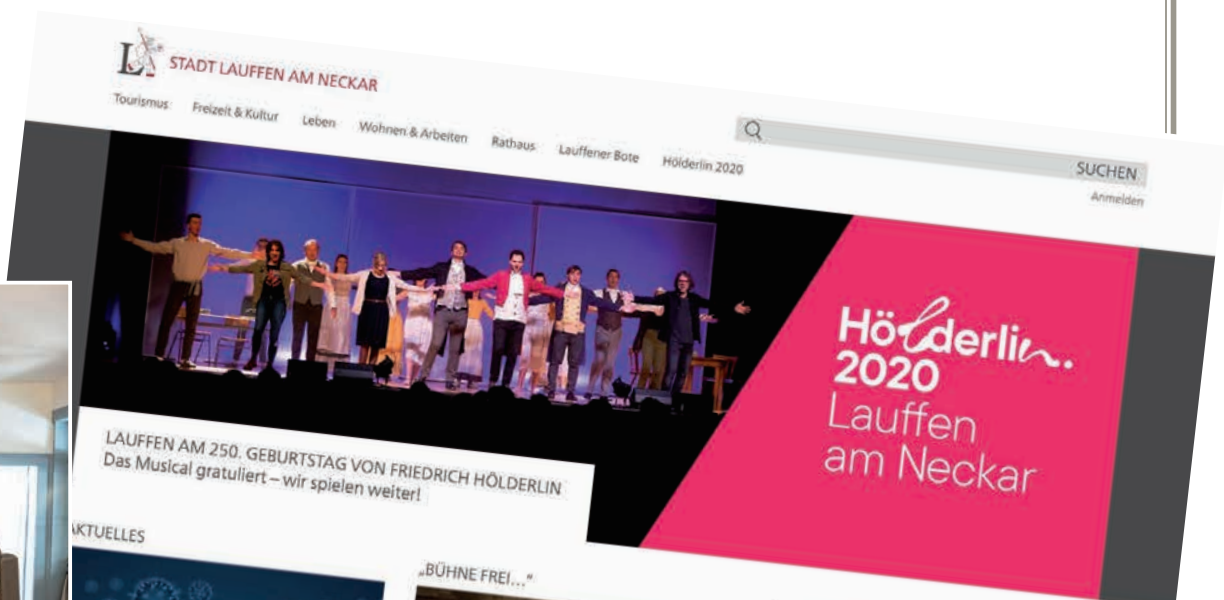 L STADT LAUFFEN AM NECKAR
Tourismus Freizeit & Kultur Leben Wohnen & Arbeiten Rathaus Lauffener Bote Hölderlin 2020
SUCHEN
Anmelden
Hölderlin.
2020
Lauffen
am Neckar
LAUFFEN AM 250. GEBURTSTAG VON FRIEDRICH HÖLDERLIN
Das Musical gratuliert – wir spielen weiter!
AKTUELLES
„BÜHNE FREI..."